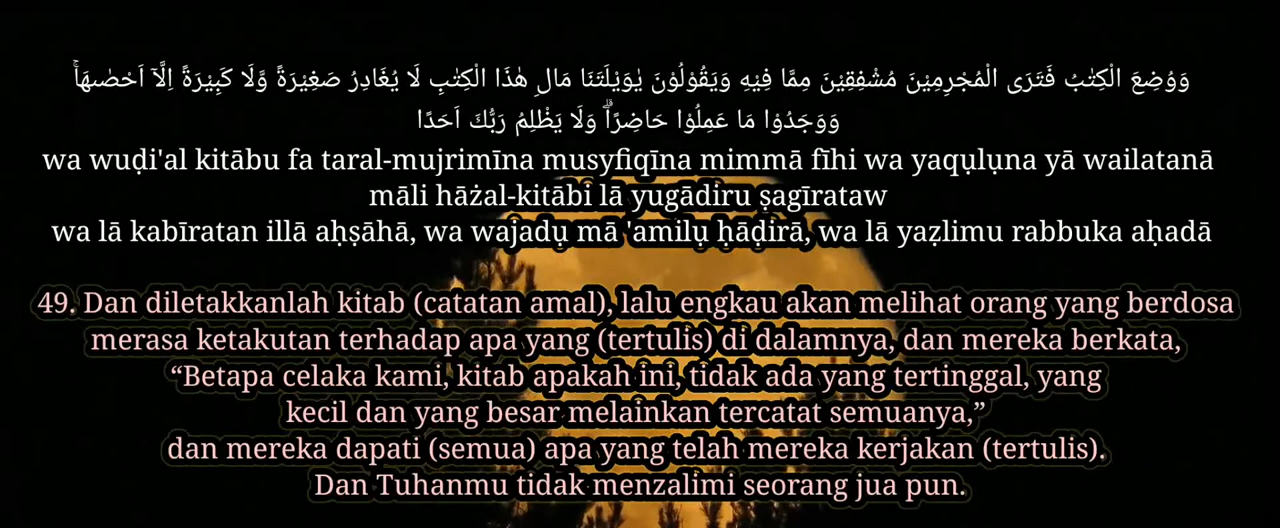 وَوُضِعَ الْكِتٰبُ فَتَرَى الْمُجْرِمِيْنَ مُشْفِقِيْنَ مِمَّا فِيْهِ وَيَقُوْلُوْنَ يٰوَيْلَتَنَا مَالِ هٰذَا الْكِتٰبِ لَا يُغَادِرُ صَغِيْرَةً وَّلَا كَبِيْرَةً اِلَّآ اَحْصٰىهَاۚ
وَوَجَدُوْا مَا عَمِلُوْا حَاضِرًاۗ وَلَا يَظْلِمُ رَبُّكَ اَحَدًا
wa wuḍi'al kitābu fa taral-mujrimīna musyfiqīna mimmā fīhi wa yaqụlụna yā wailatanā
māli hāżal-kitābi lā yugādiru ṣagīrataw
wa lā kabīratan illā aḥṣāhā, wa wajadụ mā 'amilụ ḥāḍirā, wa lā yaẓlimu rabbuka aḥadā
49. Dan diletakkanlah kitab (catatan amal), lalu engkau akan melihat orang yang berdosa
merasa ketakutan terhadap apa yang (tertulis) di dalamnya, dan mereka berkata,
“Betapa celaka kami, kitab apakah ini, tidak ada yang tertinggal, yang
kecil dan yang besar melainkan tercatat semuanya,”
dan mereka dapati (semua) apa yang telah mereka kerjakan (tertulis).
Dan Tuhanmu tidak menzalimi seorang jua pun.